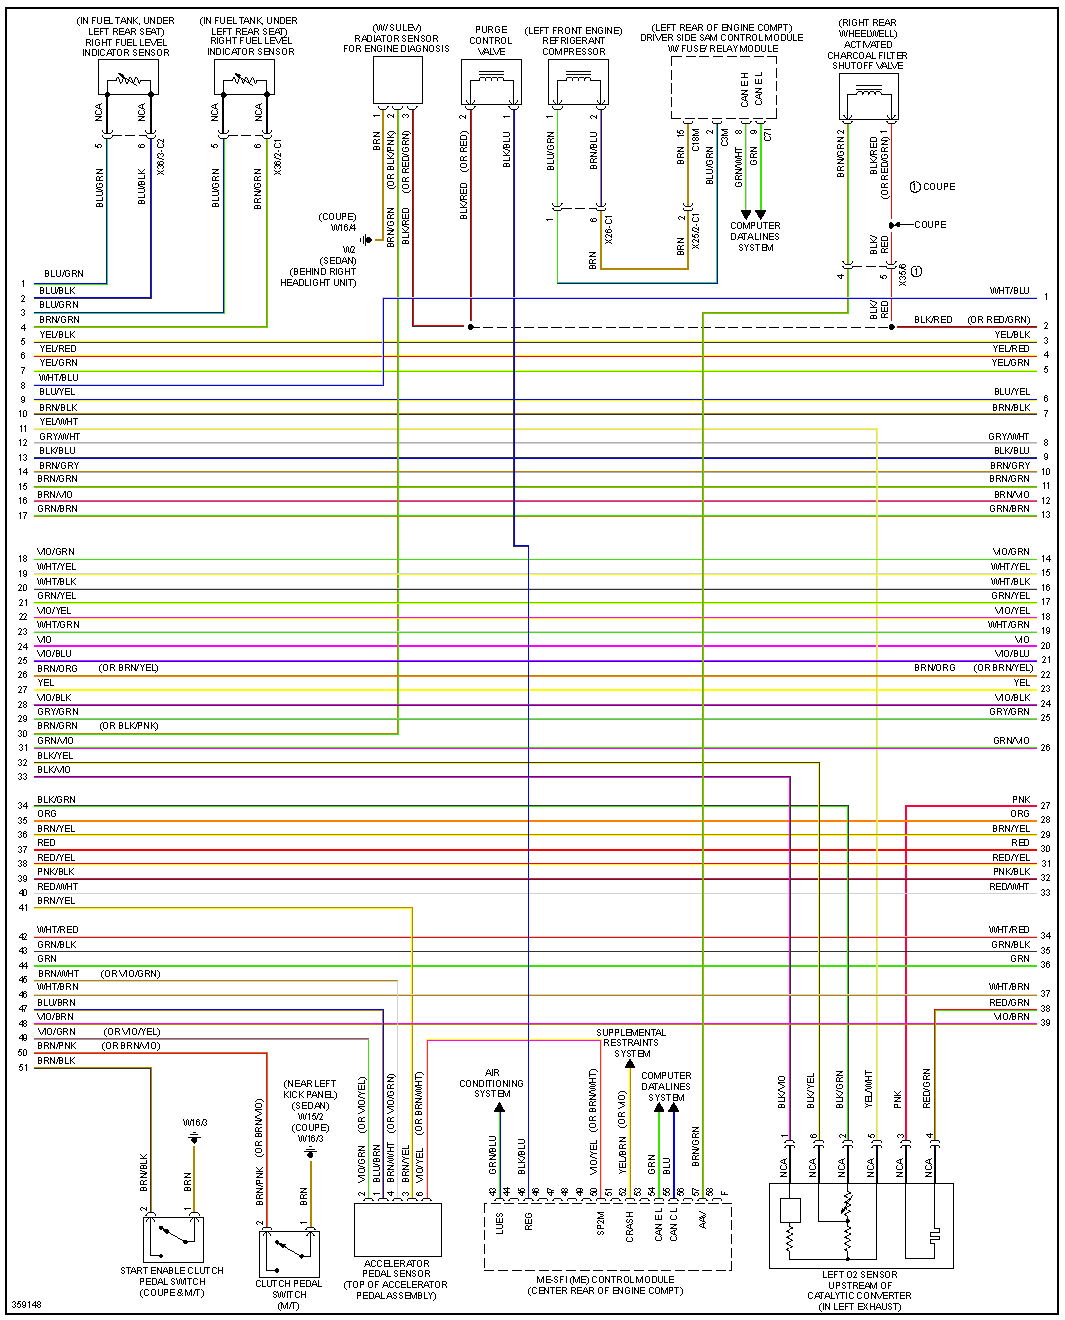 (IN FUEL TANK, UNDER
LEFT REAR SEAT)
RIGHT FUEL LEVEL
INDICATOR SENSOR
(IN FUEL TANK, UNDER
LEFT REAR SEAT)
RIGHT FUEL LEVEL
INDICATOR SENSOR
(W/ SULEV)
RADIATOR SENSOR
FOR ENGINE DIAGNOSIS
PURGE
CONTROL
VALVE
(LEFT FRONT ENGINE)
REFRIGERANT
COMPRESSOR
(LEFT REAR OF ENGINE COMPT)
DRIVER SIDE SAM CONTROL MODULE
W/ FUSE/ RELAY MODULE
(RIGHT REAR
WHEELWELL)
ACTIVATED
CHARCOAL FILTER
SHUTOFF VALVE
NCA
NCA
NCA
NCA
CAN E H
CAN E L
5
6
X36/3-C2
5
6
X36/2-C1
1
2
3
2
1
1
2
15
C18M
2
C3M
8
9
C7I
2
1
BLU/GRN
BLU/BLK
BLU/GRN
BRN/GRN
BRN
BRN/GRN
(OR BLK/PNK)
BLK/RED
(OR RED/GRN)
BLK/RED
(OR RED)
BLK/BLU
BLU/GRN
BRN/BLU
BRN
BLU/GRN
GRN/WHT
GRN
BRN/GRN
BLK/RED
(OR RED/GRN)
1 COUPE
COUPE
(COUPE)
W16/4
W2
(SEDAN)
(BEHIND RIGHT
HEADLIGHT UNIT)
1
6
X26-C1
BRN
2
X25/2-C1
BRN
COMPUTER
DATALINES
SYSTEM
BLK/
RED
4
5
X35/6
1
BLK/
RED
BLU/GRN
1
BLU/BLK
2
BLU/GRN
3
BRN/GRN
4
YEL/BLK
5
YEL/RED
6
YEL/GRN
7
WHT/BLU
8
BLU/YEL
9
BRN/BLK
10
YEL/WHT
11
GRY/WHT
12
BLK/BLU
13
BRN/GRY
14
BRN/GRN
15
BRN/VIO
16
GRN/BRN
17
VIO/GRN
18
WHT/YEL
19
WHT/BLK
20
GRN/YEL
21
VIO/YEL
22
WHT/GRN
23
VIO
24
VIO/BLU
25
BRN/ORG (OR BRN/YEL)
26
YEL
27
VIO/BLK
28
GRY/GRN
29
BRN/GRN (OR BLK/PNK)
30
GRN/VIO
31
BLK/YEL
32
BLK/VIO
33
BLK/GRN
34
ORG
35
BRN/YEL
36
RED
37
RED/YEL
38
PNK/BLK
39
RED/WHT
40
BRN/YEL
41
WHT/RED
42
GRN/BLK
43
GRN
44
BRN/WHT (OR VIO/GRN)
45
WHT/BRN
46
BLU/BRN
47
VIO/BRN
48
VIO/GRN (OR VIO/YEL)
49
BRN/PNK (OR BRN/VIO)
50
BRN/BLK
51
WHT/BLU 1
BLK/RED (OR RED/GRN) 2
YEL/BLK 3
YEL/RED 4
YEL/GRN 5
BLU/YEL 6
BRN/BLK 7
GRY/WHT 8
BLK/BLU 9
BRN/GRY 10
BRN/GRN 11
BRN/VIO 12
GRN/BRN 13
VIO/GRN 14
WHT/YEL 15
WHT/BLK 16
GRN/YEL 17
VIO/YEL 18
WHT/GRN 19
VIO 20
VIO/BLU 21
BRN/ORG (OR BRN/YEL) 22
YEL 23
VIO/BLK 24
GRY/GRN 25
GRN/VIO 26
PNK 27
ORG 28
BRN/YEL 29
RED 30
RED/YEL 31
PNK/BLK 32
RED/WHT 33
WHT/RED 34
GRN/BLK 35
GRN 36
WHT/BRN 37
RED/GRN 38
VIO/BRN 39
W16/3
(NEAR LEFT
KICK PANEL)
(SEDAN)
W15/2
(COUPE)
W16/3
AIR
CONDITIONING
SYSTEM
SUPPLEMENTAL
RESTRAINTS
SYSTEM
COMPUTER
DATALINES
SYSTEM
BRN/BLK
BRN
BRN/PNK
(OR BRN/VIO)
BRN
VIO/GRN
(OR VIO/YEL)
BLU/BRN
BRN/WHT
(OR VIO/GRN)
BRN/YEL
VIO/YEL
(OR BRN/WHT)
GRN/BLU
BLK/BLU
VIO/YEL
(OR BRN/WHT)
YEL/BRN
(OR VIO)
GRN
BLU
BRN/GRN
BLK/VIO
BLK/YEL
BLK/GRN
YEL/WHT
PNK
RED/GRN
2
1
2
1
2
1
4
3
6
43
44
45
46
47
48
49
50
51
52
53
54
55
56
57
58
F
1
6
2
5
3
4
NCA
NCA
NCA
NCA
NCA
NCA
LUES
REG
SP2M
CRASH
CAN E L
CAN C L
AAV
START ENABLE CLUTCH
PEDAL SWITCH
(COUPE & M/T)
CLUTCH PEDAL
SWITCH
(M/T)
ACCELERATOR
PEDAL SENSOR
(TOP OF ACCELERATOR
PEDAL ASSEMBLY)
ME-SFI (ME) CONTROL MODULE
(CENTER REAR OF ENGINE COMPT)
LEFT O2 SENSOR
UPSTREAM OF
CATALYTIC CONVERTER
(IN LEFT EXHAUST)
359148